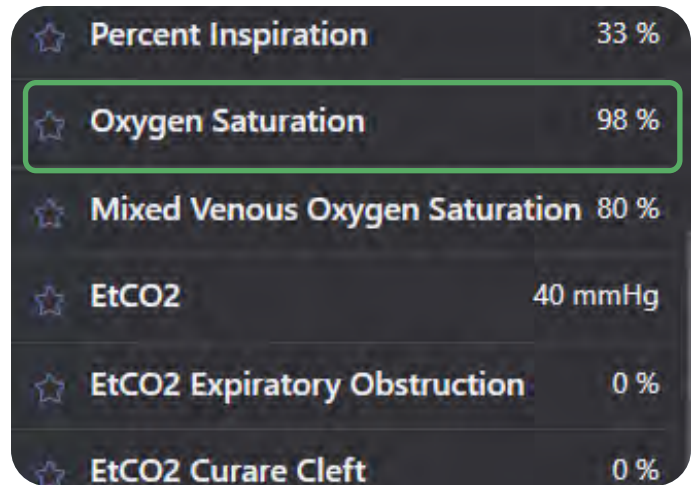 Percent Inspiration 33 %
Oxygen Saturation 98 %
Mixed Venous Oxygen Saturation 80 %
EtCO2 40 mmHg
EtCO2 Expiratory Obstruction 0 %
EtCO2 Curare Cleft 0 %